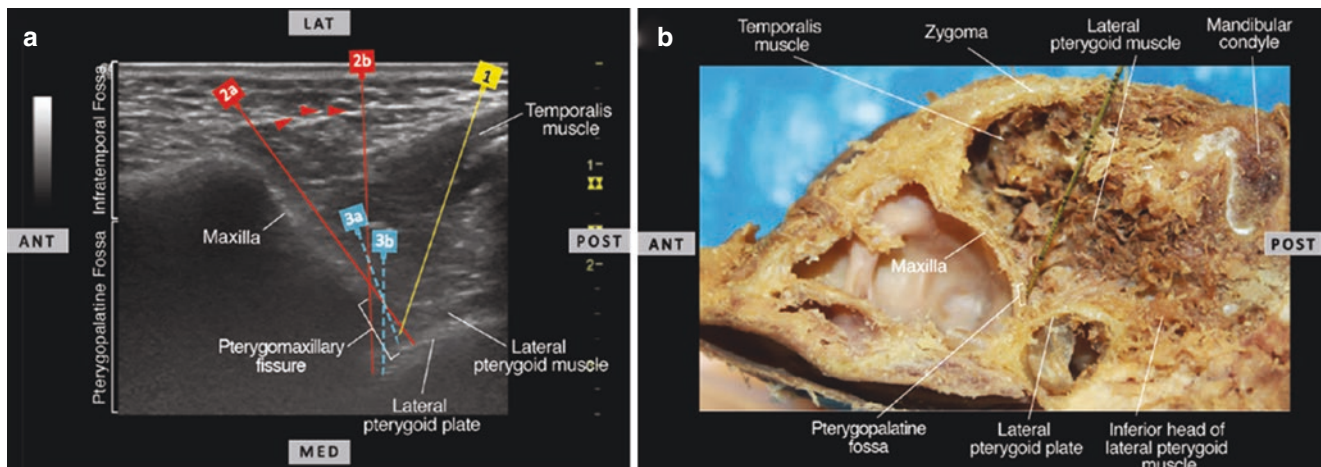 a
LAT
Infratemporal Fossa
Pterygopalatine Fossa
2a
2b
1
Temporalis
muscle
1
Maxilla
3a
3b
ANT
POST
2
Pterygomaxillary
fissure
Lateral
pterygoid muscle
Lateral
pterygoid plate
MED
b
Temporalis
muscle
Zygoma
Lateral
pterygoid muscle
Mandibular
condyle
ANT
POST
Maxilla
Pterygopalatine
fossa
Lateral
pterygoid plate
Inferior head of
lateral pterygoid
muscle